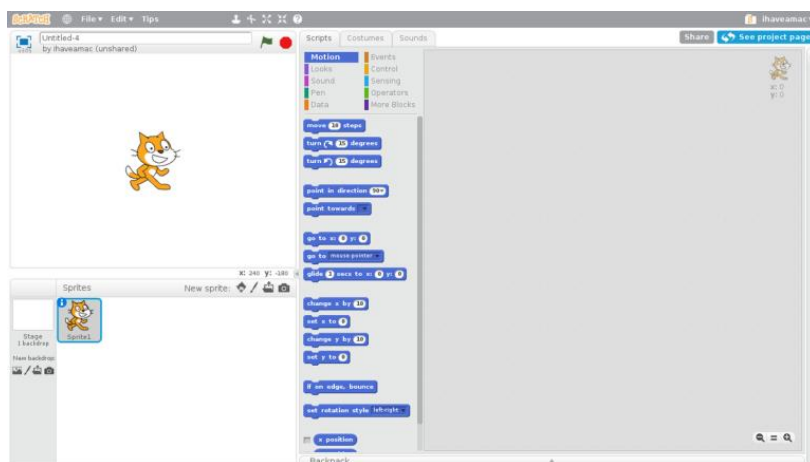 SCRATCH File▾ Edit▾ Tips
ihaveamac
Untitled-4
by ihaveamac (unshared)
Scripts Costumes Sounds
Share See project page
Motion Events
Looks Control
Sound Sensing
Pen Operators
Data More Blocks
x: 0
y: 0
move 10 steps
turn 15 degrees
turn 15 degrees
point in direction 90▾
point towards
go to x: 0 y: 0
go to mouse-pointer
glide 1 secs to x: 0 y: 0
change x by 10
set x to 0
change y by 10
set y to 0
if on edge, bounce
set rotation style left-right
x position
x: 240 y: -180
Sprites New sprite:
Sprite1
Stage
1 backdrop
New backdrop:
Backpack